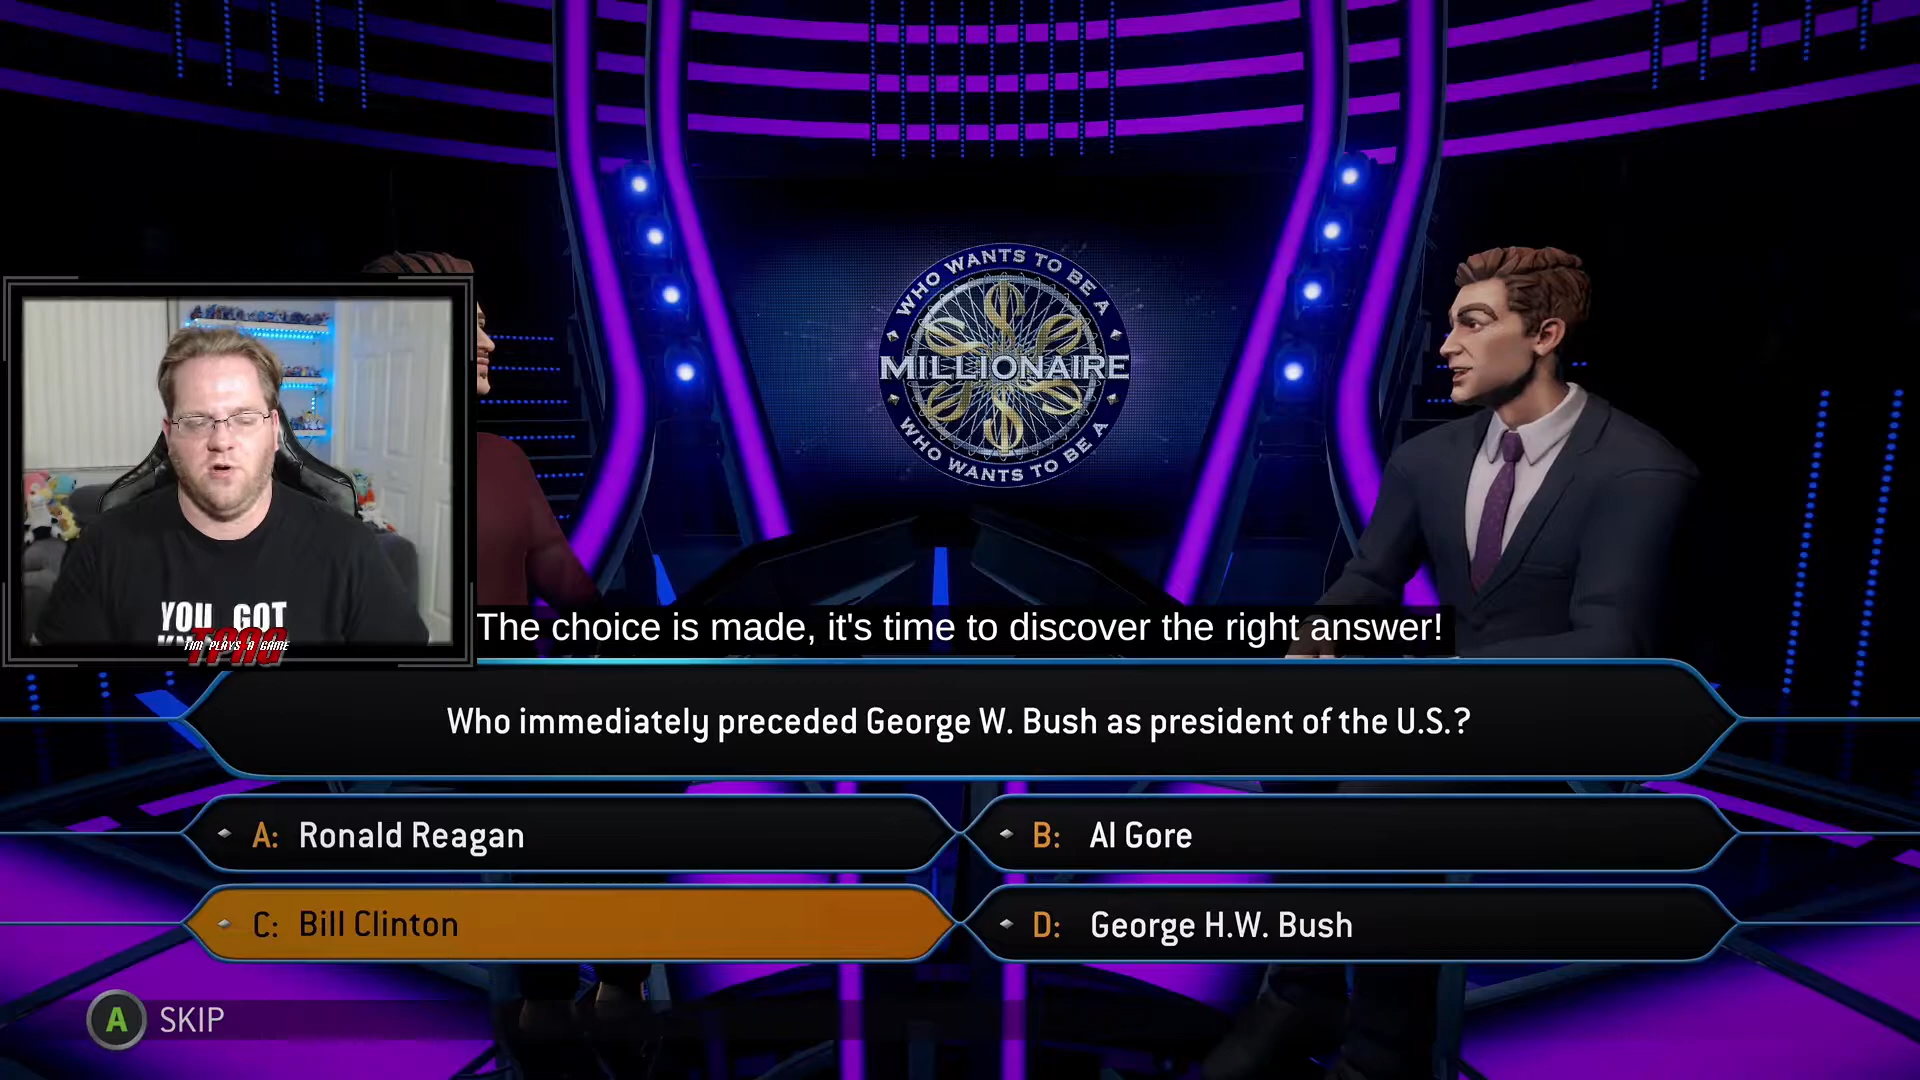 WHO WANTS TO BE A
MILLIONAIRE
WHO WANTS TO BE A
YOU GOT
TPAG
TIM PLAYS A GAME
The choice is made, it's time to discover the right answer!
Who immediately preceded George W. Bush as president of the U.S.?
A: Ronald Reagan
B: Al Gore
C: Bill Clinton
D: George H.W. Bush
A SKIP